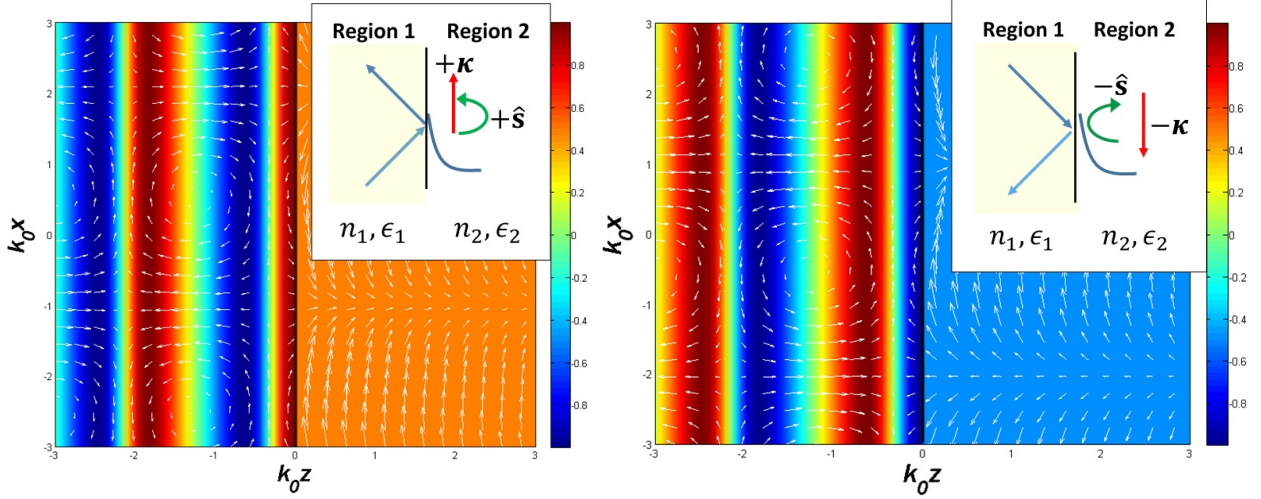 Region 1 Region 2
+κ
+ŝ
n₁, ϵ₁ n₂, ϵ₂
3
2
1
0
-1
-2
-3
-3 -2 -1 0 1 2 3
k₀x
k₀z
0.8
0.6
0.4
0.2
0
-0.2
-0.4
-0.6
-0.8
Region 1 Region 2
−ŝ
−κ
n₁, ϵ₁ n₂, ϵ₂
3
2
1
0
-1
-2
-3
-3 -2 -1 0 1 2 3
k₀x
k₀z
0.8
0.6
0.4
0.2
0
-0.2
-0.4
-0.6
-0.8